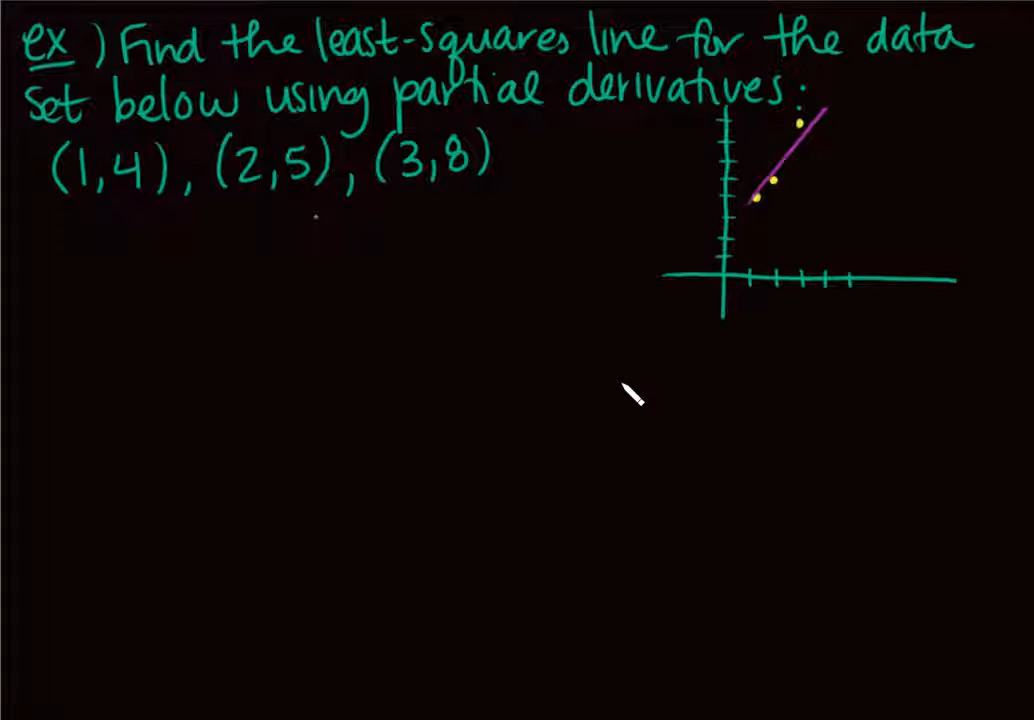 ex) Find the least-squares line for the data
set below using partial derivatives:
(1,4), (2,5), (3,8)